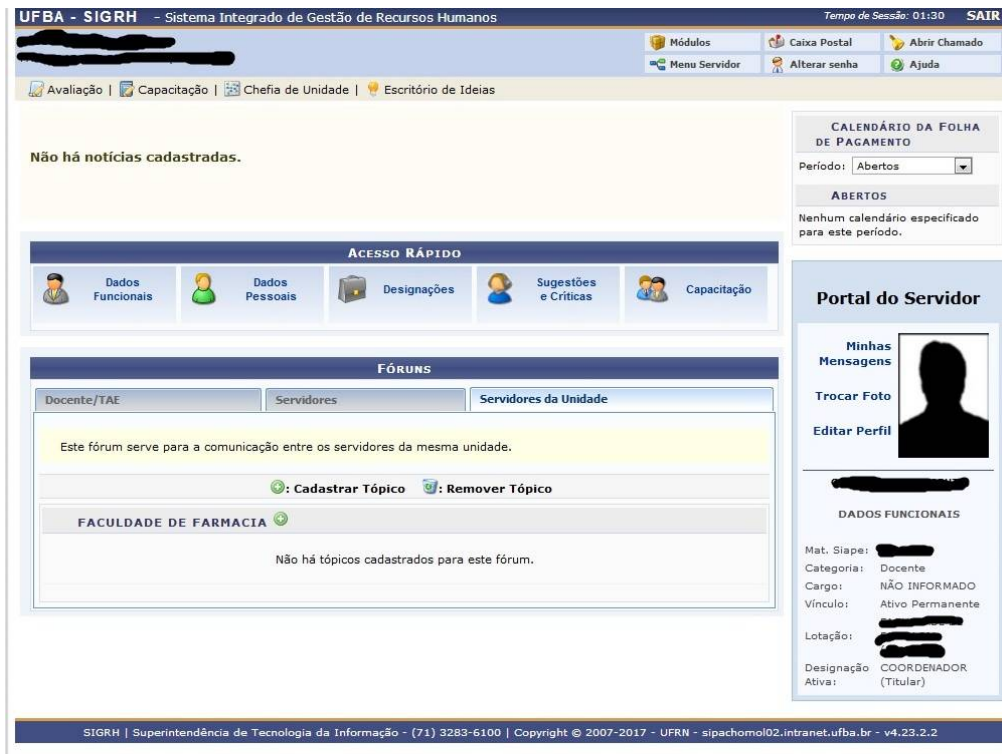 UFBA - SIGRH - Sistema Integrado de Gestão de Recursos Humanos
Tempo de Sessão: 01:30 SAIR
Módulos
Caixa Postal
Abrir Chamado
Menu Servidor
Alterar senha
Ajuda
Avaliação | Capacitação | Chefia de Unidade | Escritório de Ideias
Não há notícias cadastradas.
ACESSO RÁPIDO
Dados
Funcionais
Dados
Pessoais
Designações
Sugestões
e Críticas
Capacitação
FÓRUNS
Docente/TAE
Servidores
Servidores da Unidade
Este fórum serve para a comunicação entre os servidores da mesma unidade.
: Cadastrar Tópico : Remover Tópico
FACULDADE DE FARMACIA
Não há tópicos cadastrados para este fórum.
CALENDÁRIO DA FOLHA
DE PAGAMENTO
Período: Abertos
ABERTOS
Nenhum calendário especificado
para este período.
Portal do Servidor
Minhas
Mensagens
Trocar Foto
Editar Perfil
DADOS FUNCIONAIS
Mat. Siape:
Categoria: Docente
Cargo: NÃO INFORMADO
Vínculo: Ativo Permanente
Lotação:
Designação COORDENADOR
Ativa: (Titular)
SIGRH | Superintendência de Tecnologia da Informação - (71) 3283-6100 | Copyright © 2007-2017 - UFRN - sipachomol02.intranet.ufba.br - v4.23.2.2